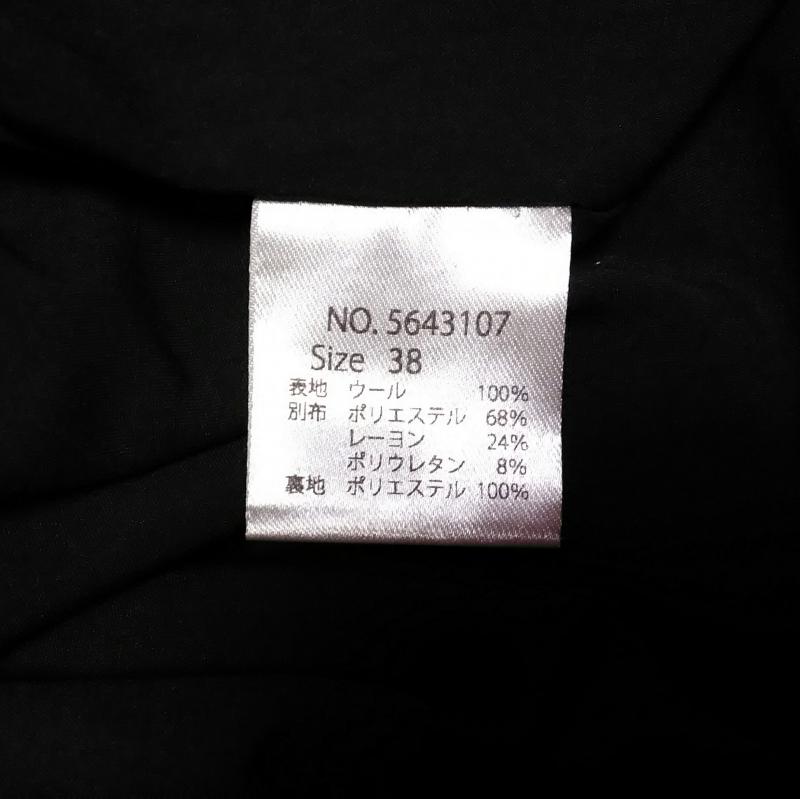 NO. 5643107
Size 38
表地 ウール 100%
別布 ポリエステル 68%
レーヨン 24%
ポリウレタン 8%
裏地 ポリエステル 100%